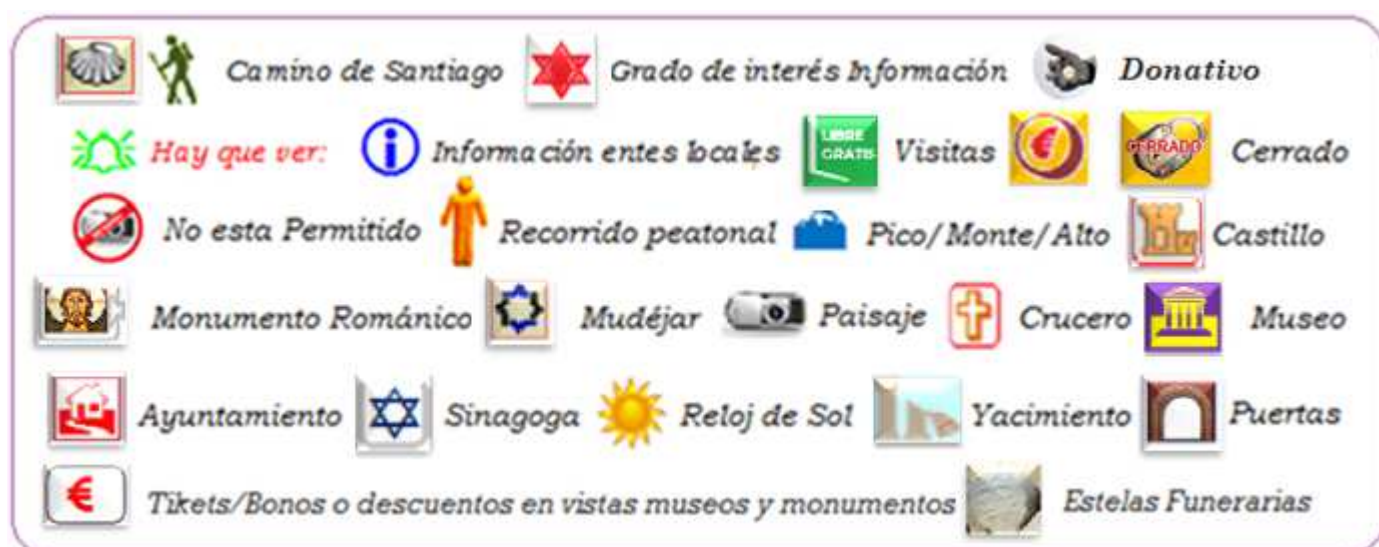 Camino de Santiago Grado de interés Información Donativo
Hay que ver: Información entes locales LIBRE GRATIS Visitas € CERRADO Cerrado
No esta Permitido Recorrido peatonal Pico/Monte/Alto Castillo
Monumento Románico Mudéjar Paisaje Crucero Museo
Ayuntamiento Sinagoga Reloj de Sol Yacimiento Puertas
€ Tikets/Bonos o descuentos en vistas museos y monumentos Estelas Funerarias